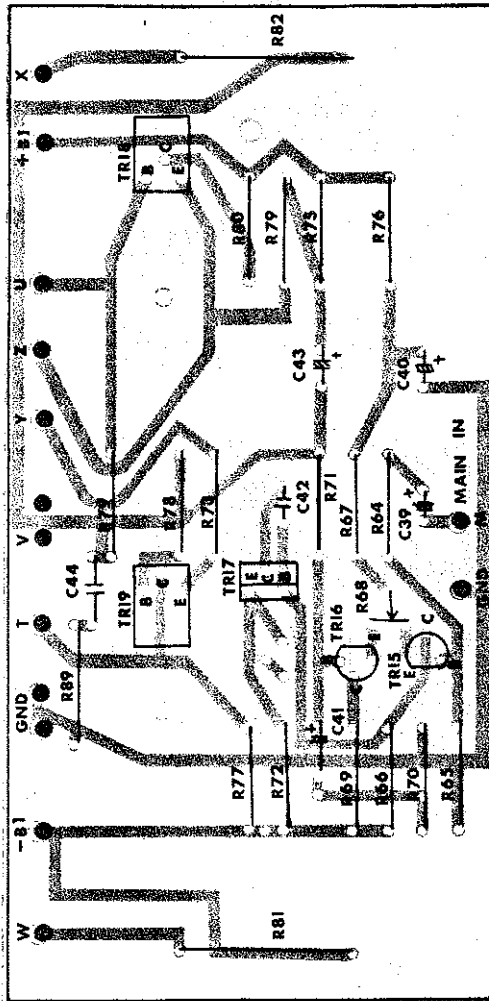 W
-B1
GND
T
V
Y
Z
U
+B1
X
R89
C44
TR19
B
C
E
TR18
B
C
E
R78
R73
R77
TR17
E
C
B
R80
R72
R79
R81
R82
C42
C43
+
R75
R71
C41
+
TR16
E
C
R69
R67
R68
R66
R64
R76
TR15
E
C
R70
C39
+
C40
+
R65
MAIN IN
M
GND